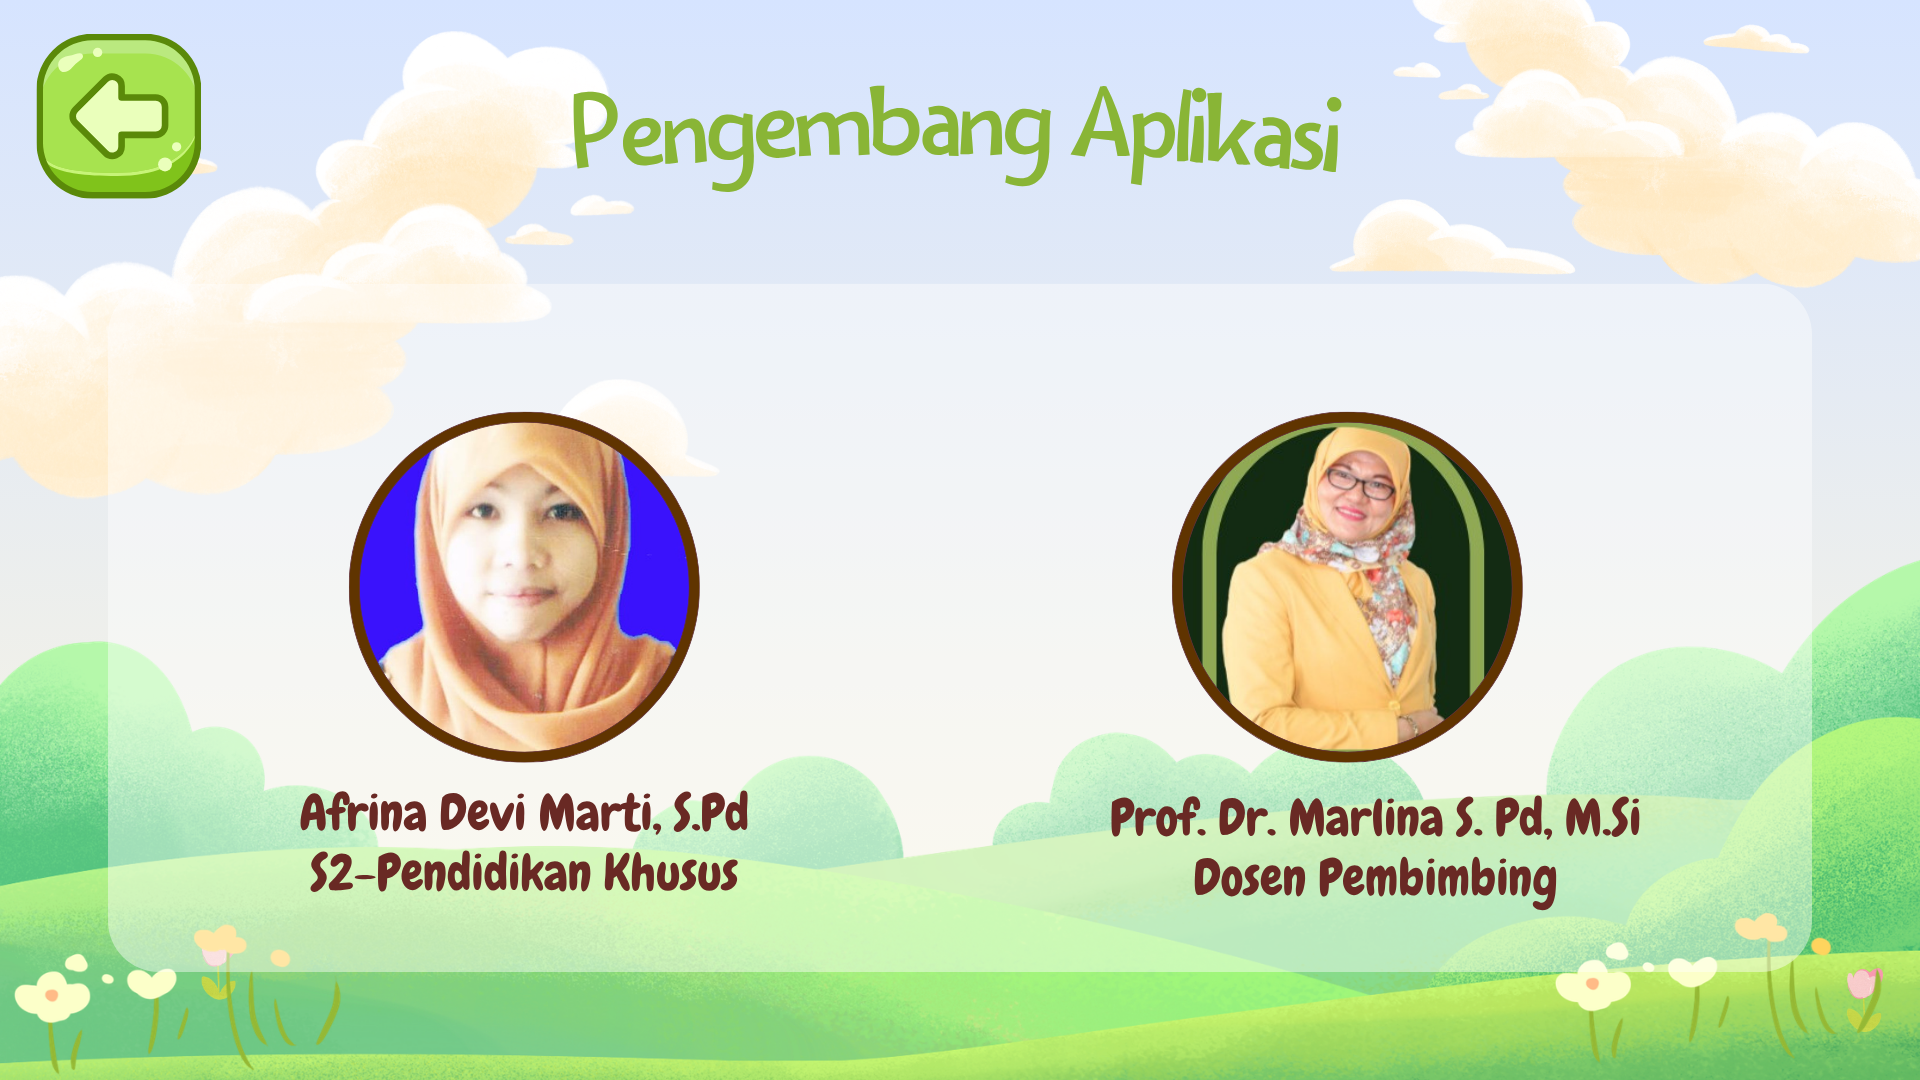 Pengembang Aplikasi
Afrina Devi Marti, S.Pd
S2-Pendidikan Khusus
Prof. Dr. Marlina S. Pd, M.Si
Dosen Pembimbing